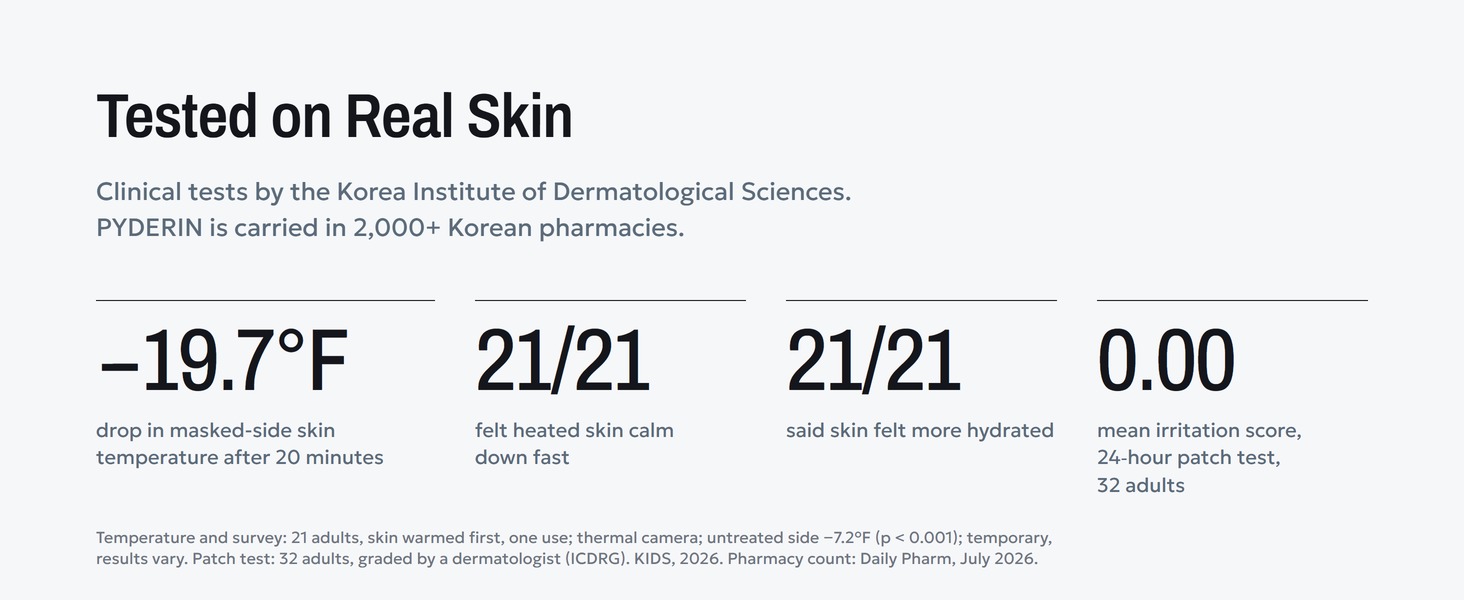 Tested on Real Skin
Clinical tests by the Korea Institute of Dermatological Sciences.
PYDERIN is carried in 2,000+ Korean pharmacies.
−19.7°F
drop in masked-side skin
temperature after 20 minutes
21/21
felt heated skin calm
down fast
21/21
said skin felt more hydrated
0.00
mean irritation score,
24-hour patch test,
32 adults
Temperature and survey: 21 adults, skin warmed first, one use; thermal camera; untreated side −7.2°F (p < 0.001); temporary,
results vary. Patch test: 32 adults, graded by a dermatologist (ICDRG). KIDS, 2026. Pharmacy count: Daily Pharm, July 2026.